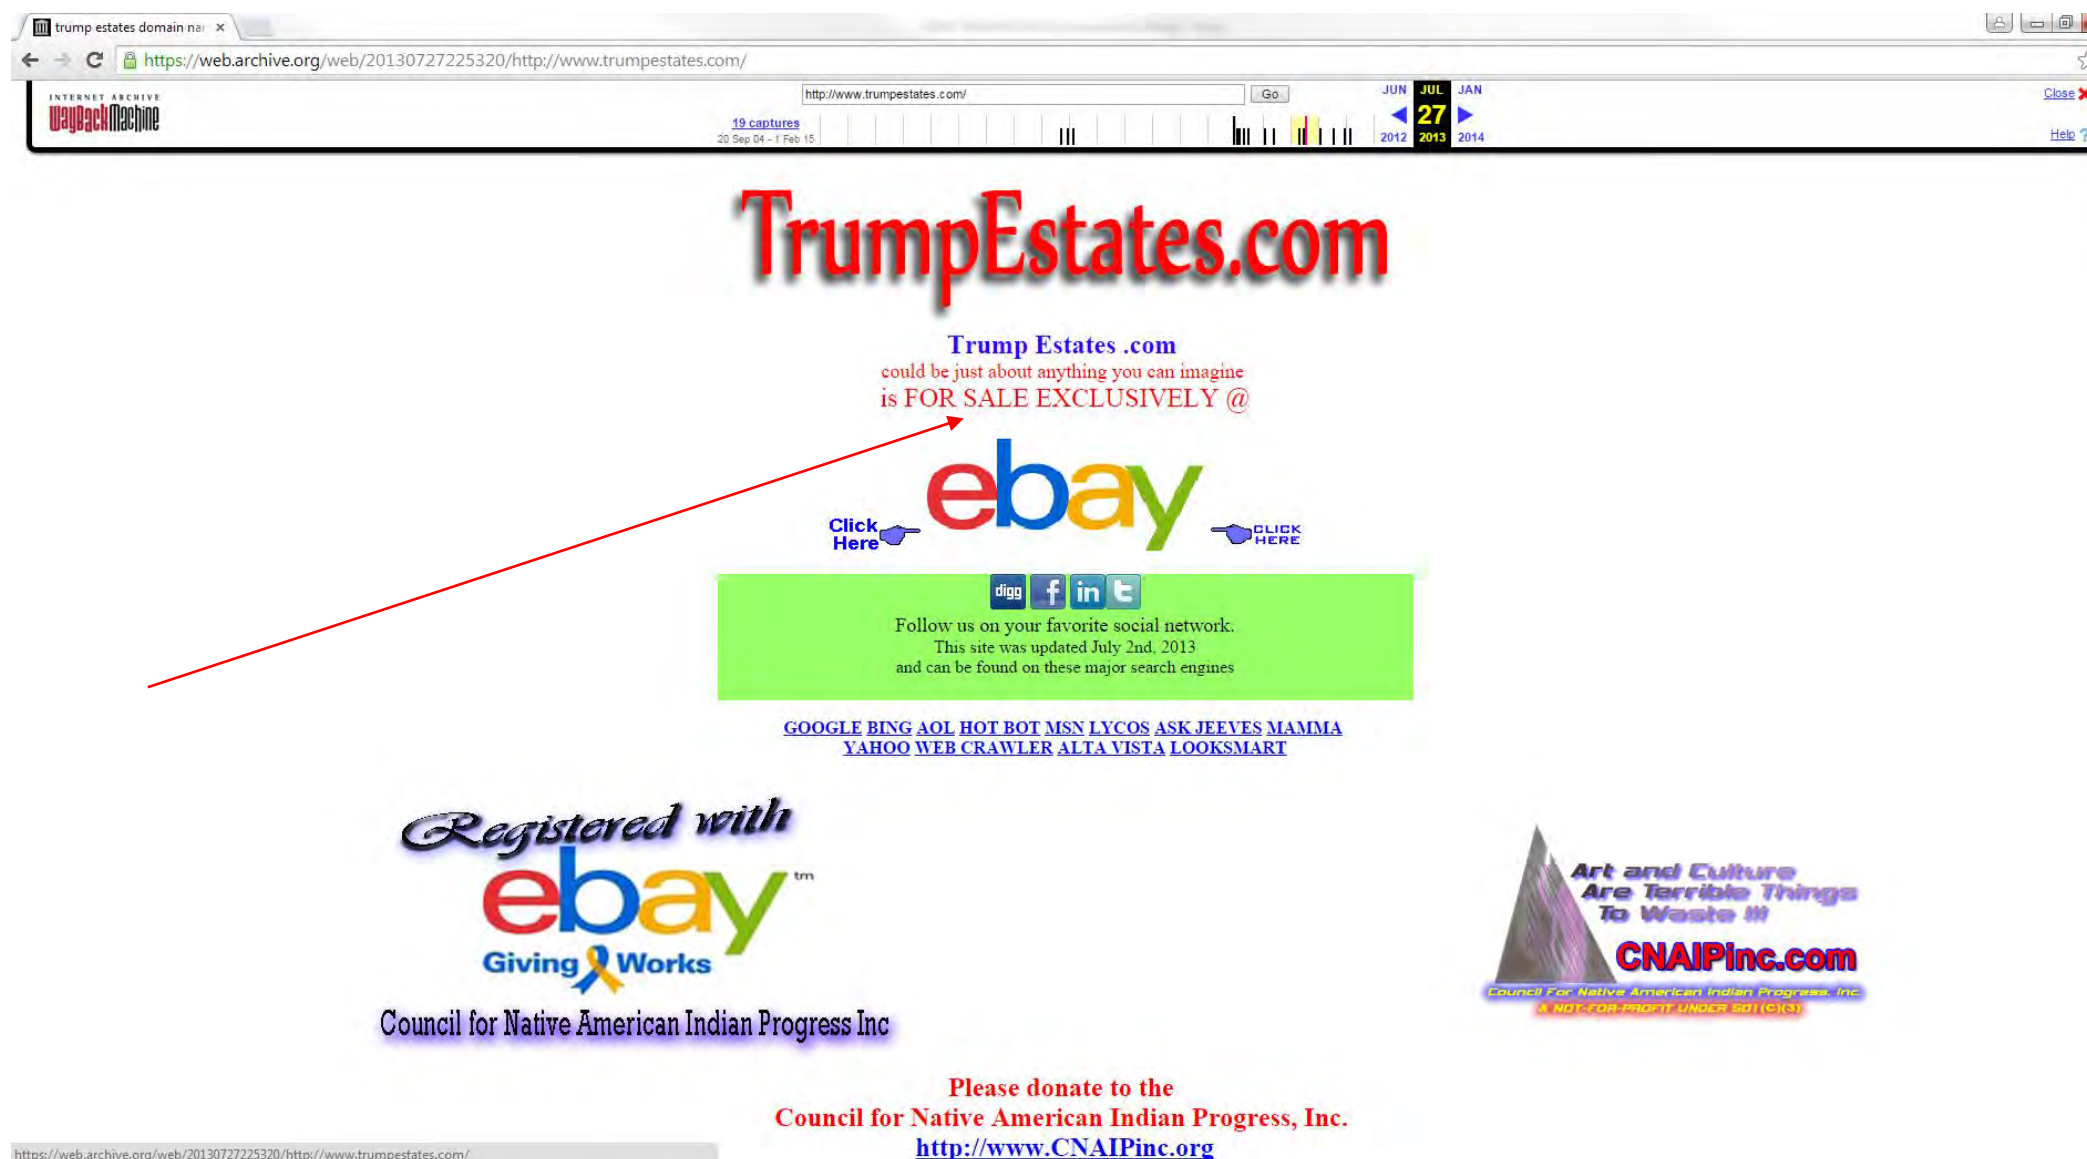 trump estates domain nar
https://web.archive.org/web/20130727225320/http://www.trumpestates.com/
INTERNET ARCHIVE
WayBackMachine
http://www.trumpestates.com/
Go
JUN JUL JAN
Close
19 captures
27
20 Sep 04 - 1 Feb 15
2012 2013 2014
Help ?
TrumpEstates.com
Trump Estates .com
could be just about anything you can imagine
is FOR SALE EXCLUSIVELY @
ebay
Click
Here
CLICK
HERE
digg f in t
Follow us on your favorite social network.
This site was updated July 2nd, 2013
and can be found on these major search engines
GOOGLE BING AOL HOT BOT MSN LYCOS ASK JEEVES MAMMA
YAHOO WEB CRAWLER ALTA VISTA LOOKSMART
Registered with
ebay tm
Giving Works
Council for Native American Indian Progress Inc
Art and Culture
Are Terrible Things
To Waste !!!
CNAIPinc.com
Council For Native American Indian Progress, Inc
A NOT-FOR-PROFIT UNDER 501(C)(3)
Please donate to the
Council for Native American Indian Progress, Inc.
http://www.CNAIPinc.org
https://web.archive.org/web/20130727225320/http://www.trumpestates.com/